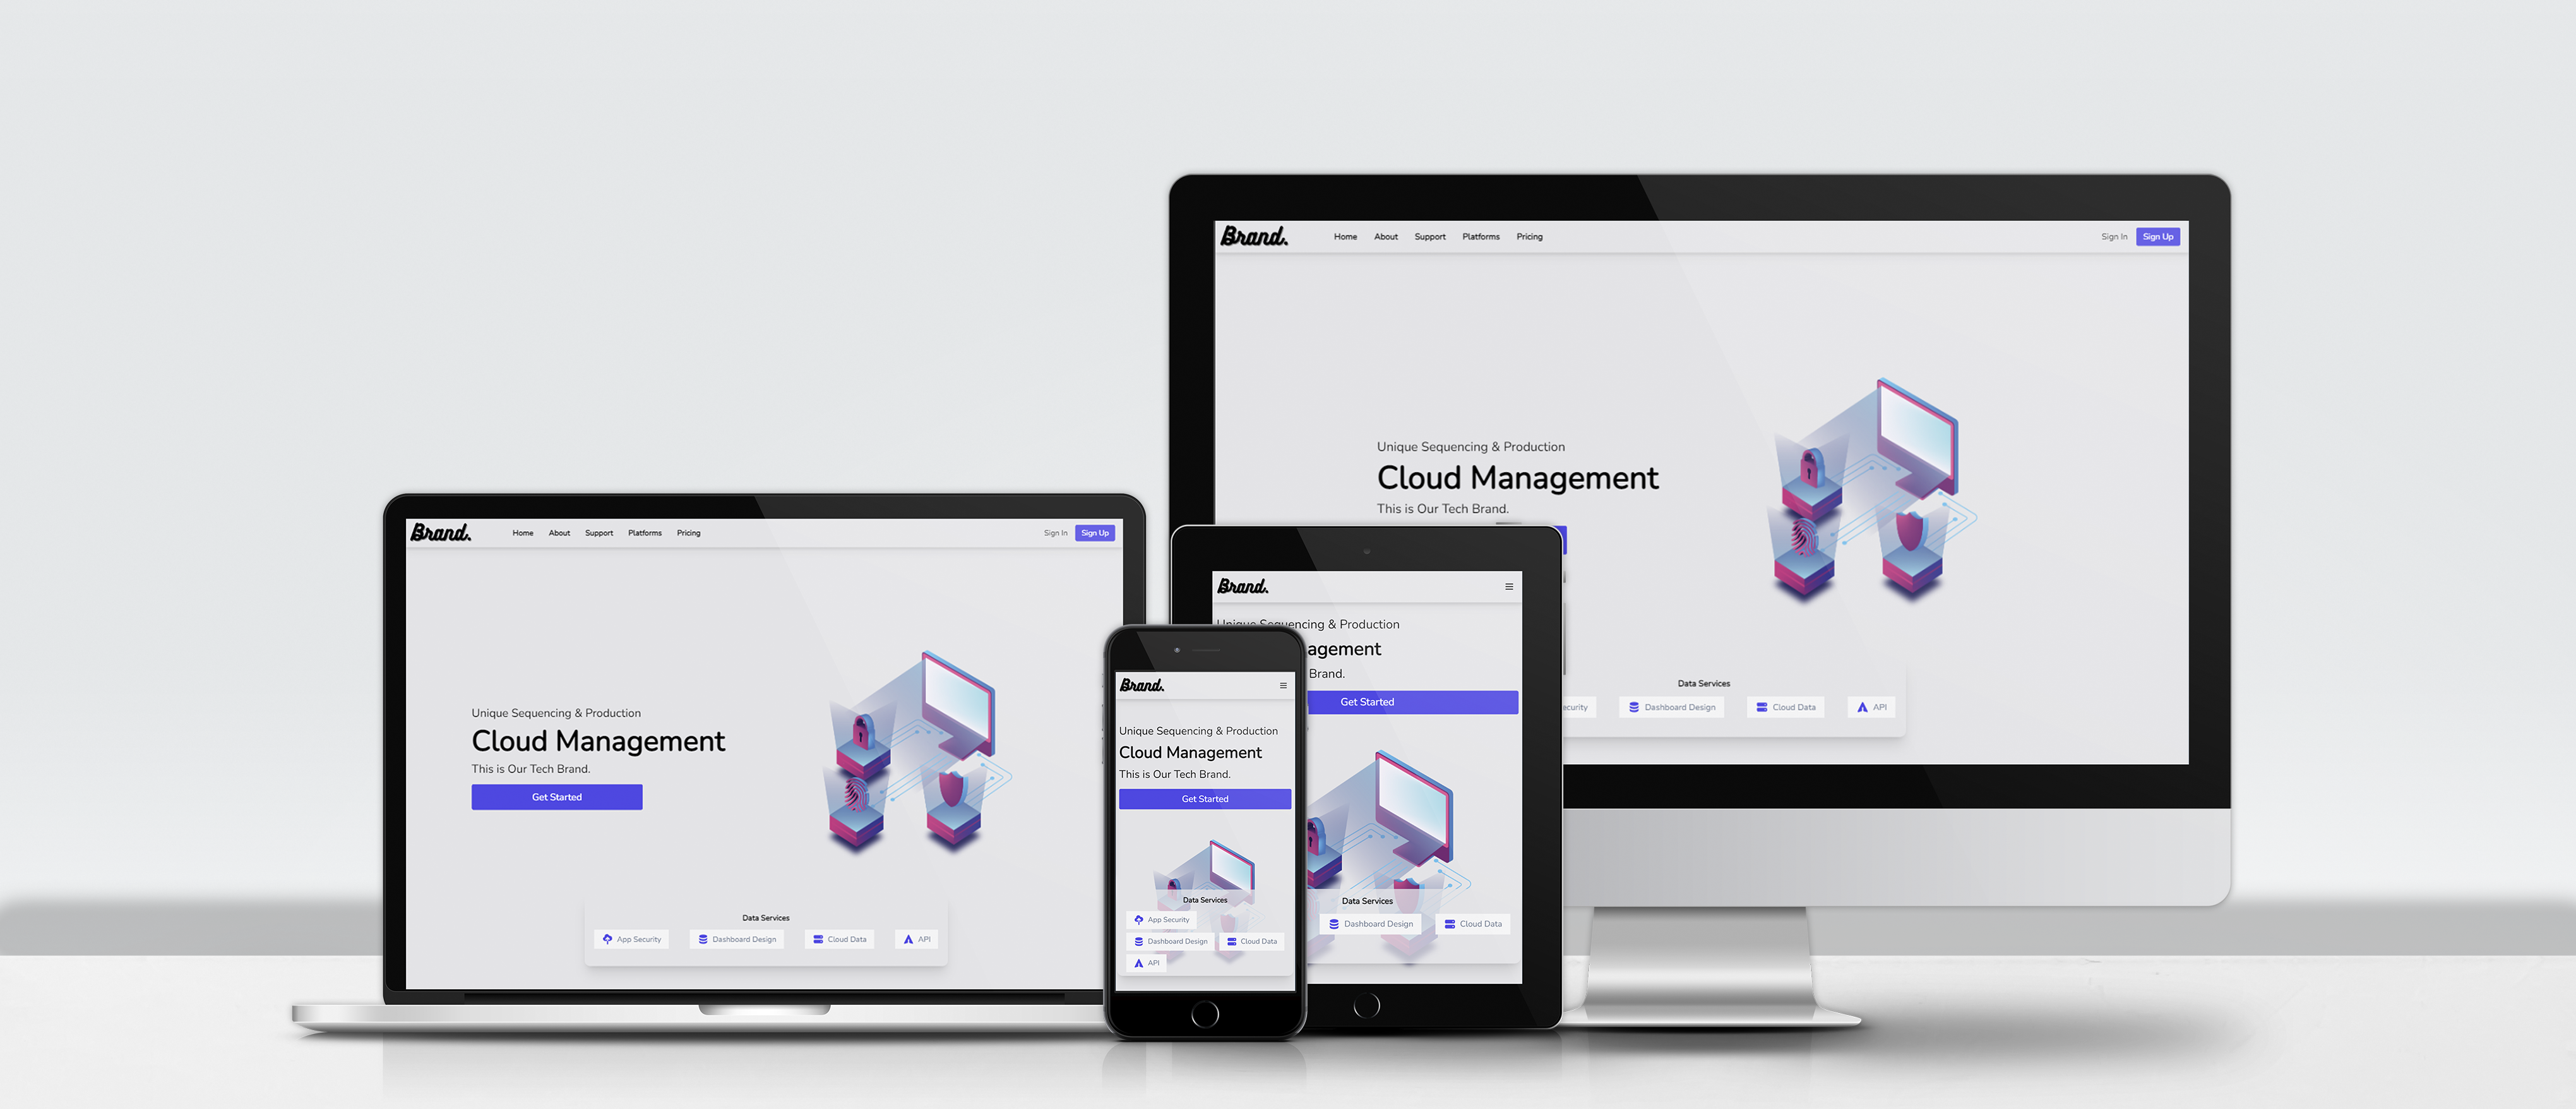 Brand.
Home About Support Platforms Pricing
Sign In Sign Up
Unique Sequencing & Production
Cloud Management
This is Our Tech Brand.
Data Services
ecurity Dashboard Design Cloud Data API
Brand.
Home About Support Platforms Pricing
Sign In Sign Up
Unique Sequencing & Production
Cloud Management
This is Our Tech Brand.
Get Started
Data Services
App Security Dashboard Design Cloud Data API
Brand.
Unique Sequencing & Production
Cloud Management
This is Our Tech Brand.
Get Started
Data Services
App Security
Dashboard Design Cloud Data
API
Brand.
Unique Sequencing & Production
agement
Brand.
Get Started
Data Services
Dashboard Design Cloud Data